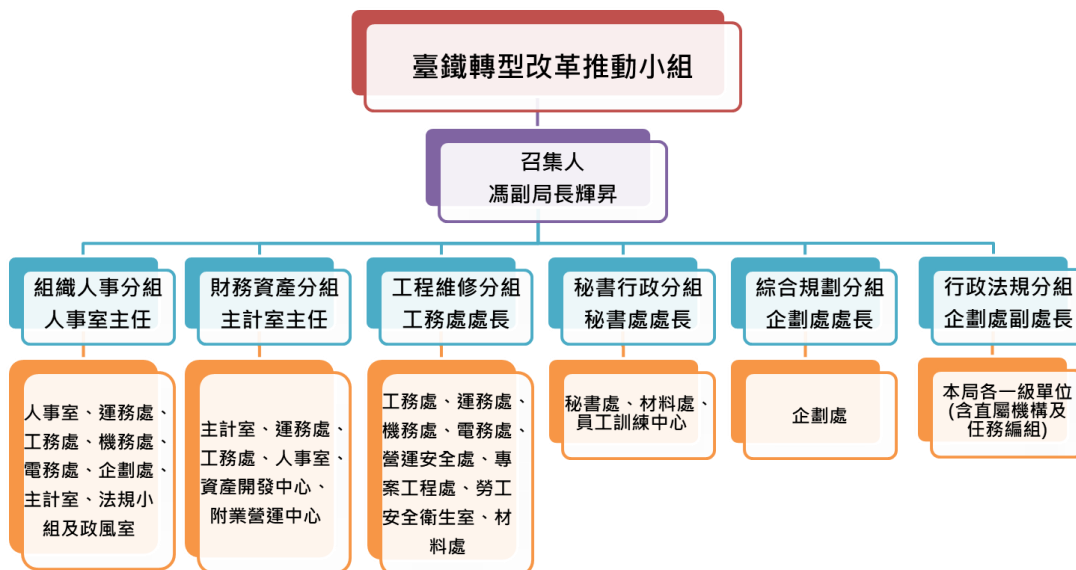 臺鐵轉型改革推動小組
召集人
馮副局長輝昇
組織人事分組
人事室主任
財務資產分組
主計室主任
工程維修分組
工務處處長
秘書行政分組
秘書處處長
綜合規劃分組
企劃處處長
行政法規分組
企劃處副處長
人事室、運務處、
工務處、機務處、
電務處、企劃處、
主計室、法規小
組及政風室
主計室、運務處、
工務處、人事室、
資產開發中心、
附業營運中心
工務處、運務處、
機務處、電務處、
營運安全處、專
案工程處、勞工
安全衛生室、材
料處
秘書處、材料處、
員工訓練中心
企劃處
本局各一級單位
(含直屬機構及
任務編組)